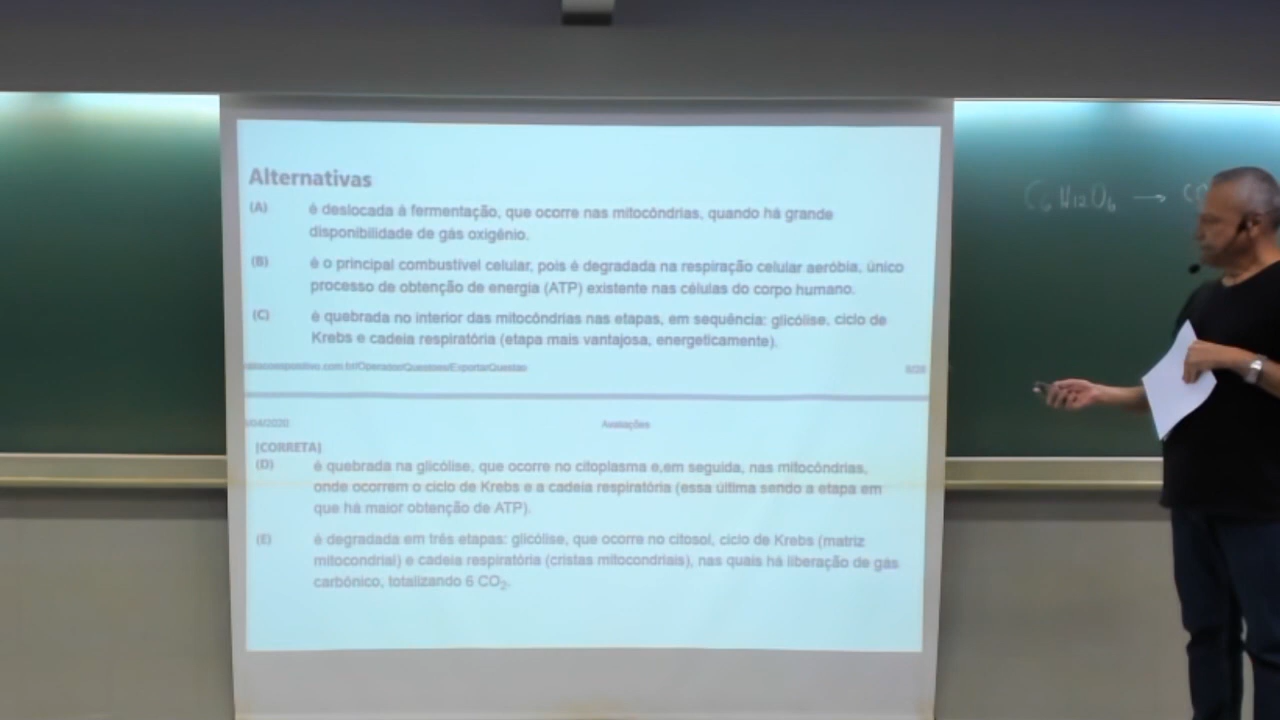 Alternativas
(A) é deslocada à fermentação, que ocorre nas mitocôndrias, quando há grande
disponibilidade de gás oxigênio.
(B) é o principal combustível celular, pois é degradada na respiração celular aeróbia, único
processo de obtenção de energia (ATP) existente nas células do corpo humano.
(C) é quebrada no interior das mitocôndrias nas etapas, em sequência: glicólise, ciclo de
Krebs e cadeia respiratória (etapa mais vantajosa, energeticamente).
/04/2020 Avaliações
[CORRETA]
(D) é quebrada na glicólise, que ocorre no citoplasma e,em seguida, nas mitocôndrias,
onde ocorrem o ciclo de Krebs e a cadeia respiratória (essa última sendo a etapa em
que há maior obtenção de ATP).
(E) é degradada em três etapas: glicólise, que ocorre no citosol, ciclo de Krebs (matriz
mitocondrial) e cadeia respiratória (cristas mitocondriais), nas quais há liberação de gás
carbônico, totalizando 6 CO₂.
C₆H₁₂O₆ → CO